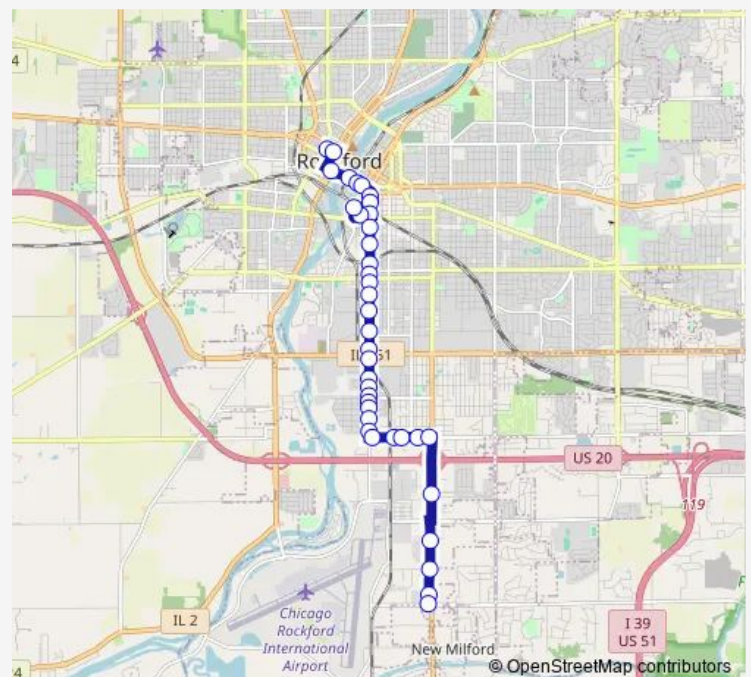 4
Rockford
IL 251
US 20
119
IL 2
Chicago
Rockford
International
Airport
I 39
US 51
New Milford
4
© OpenStreetMap contributors